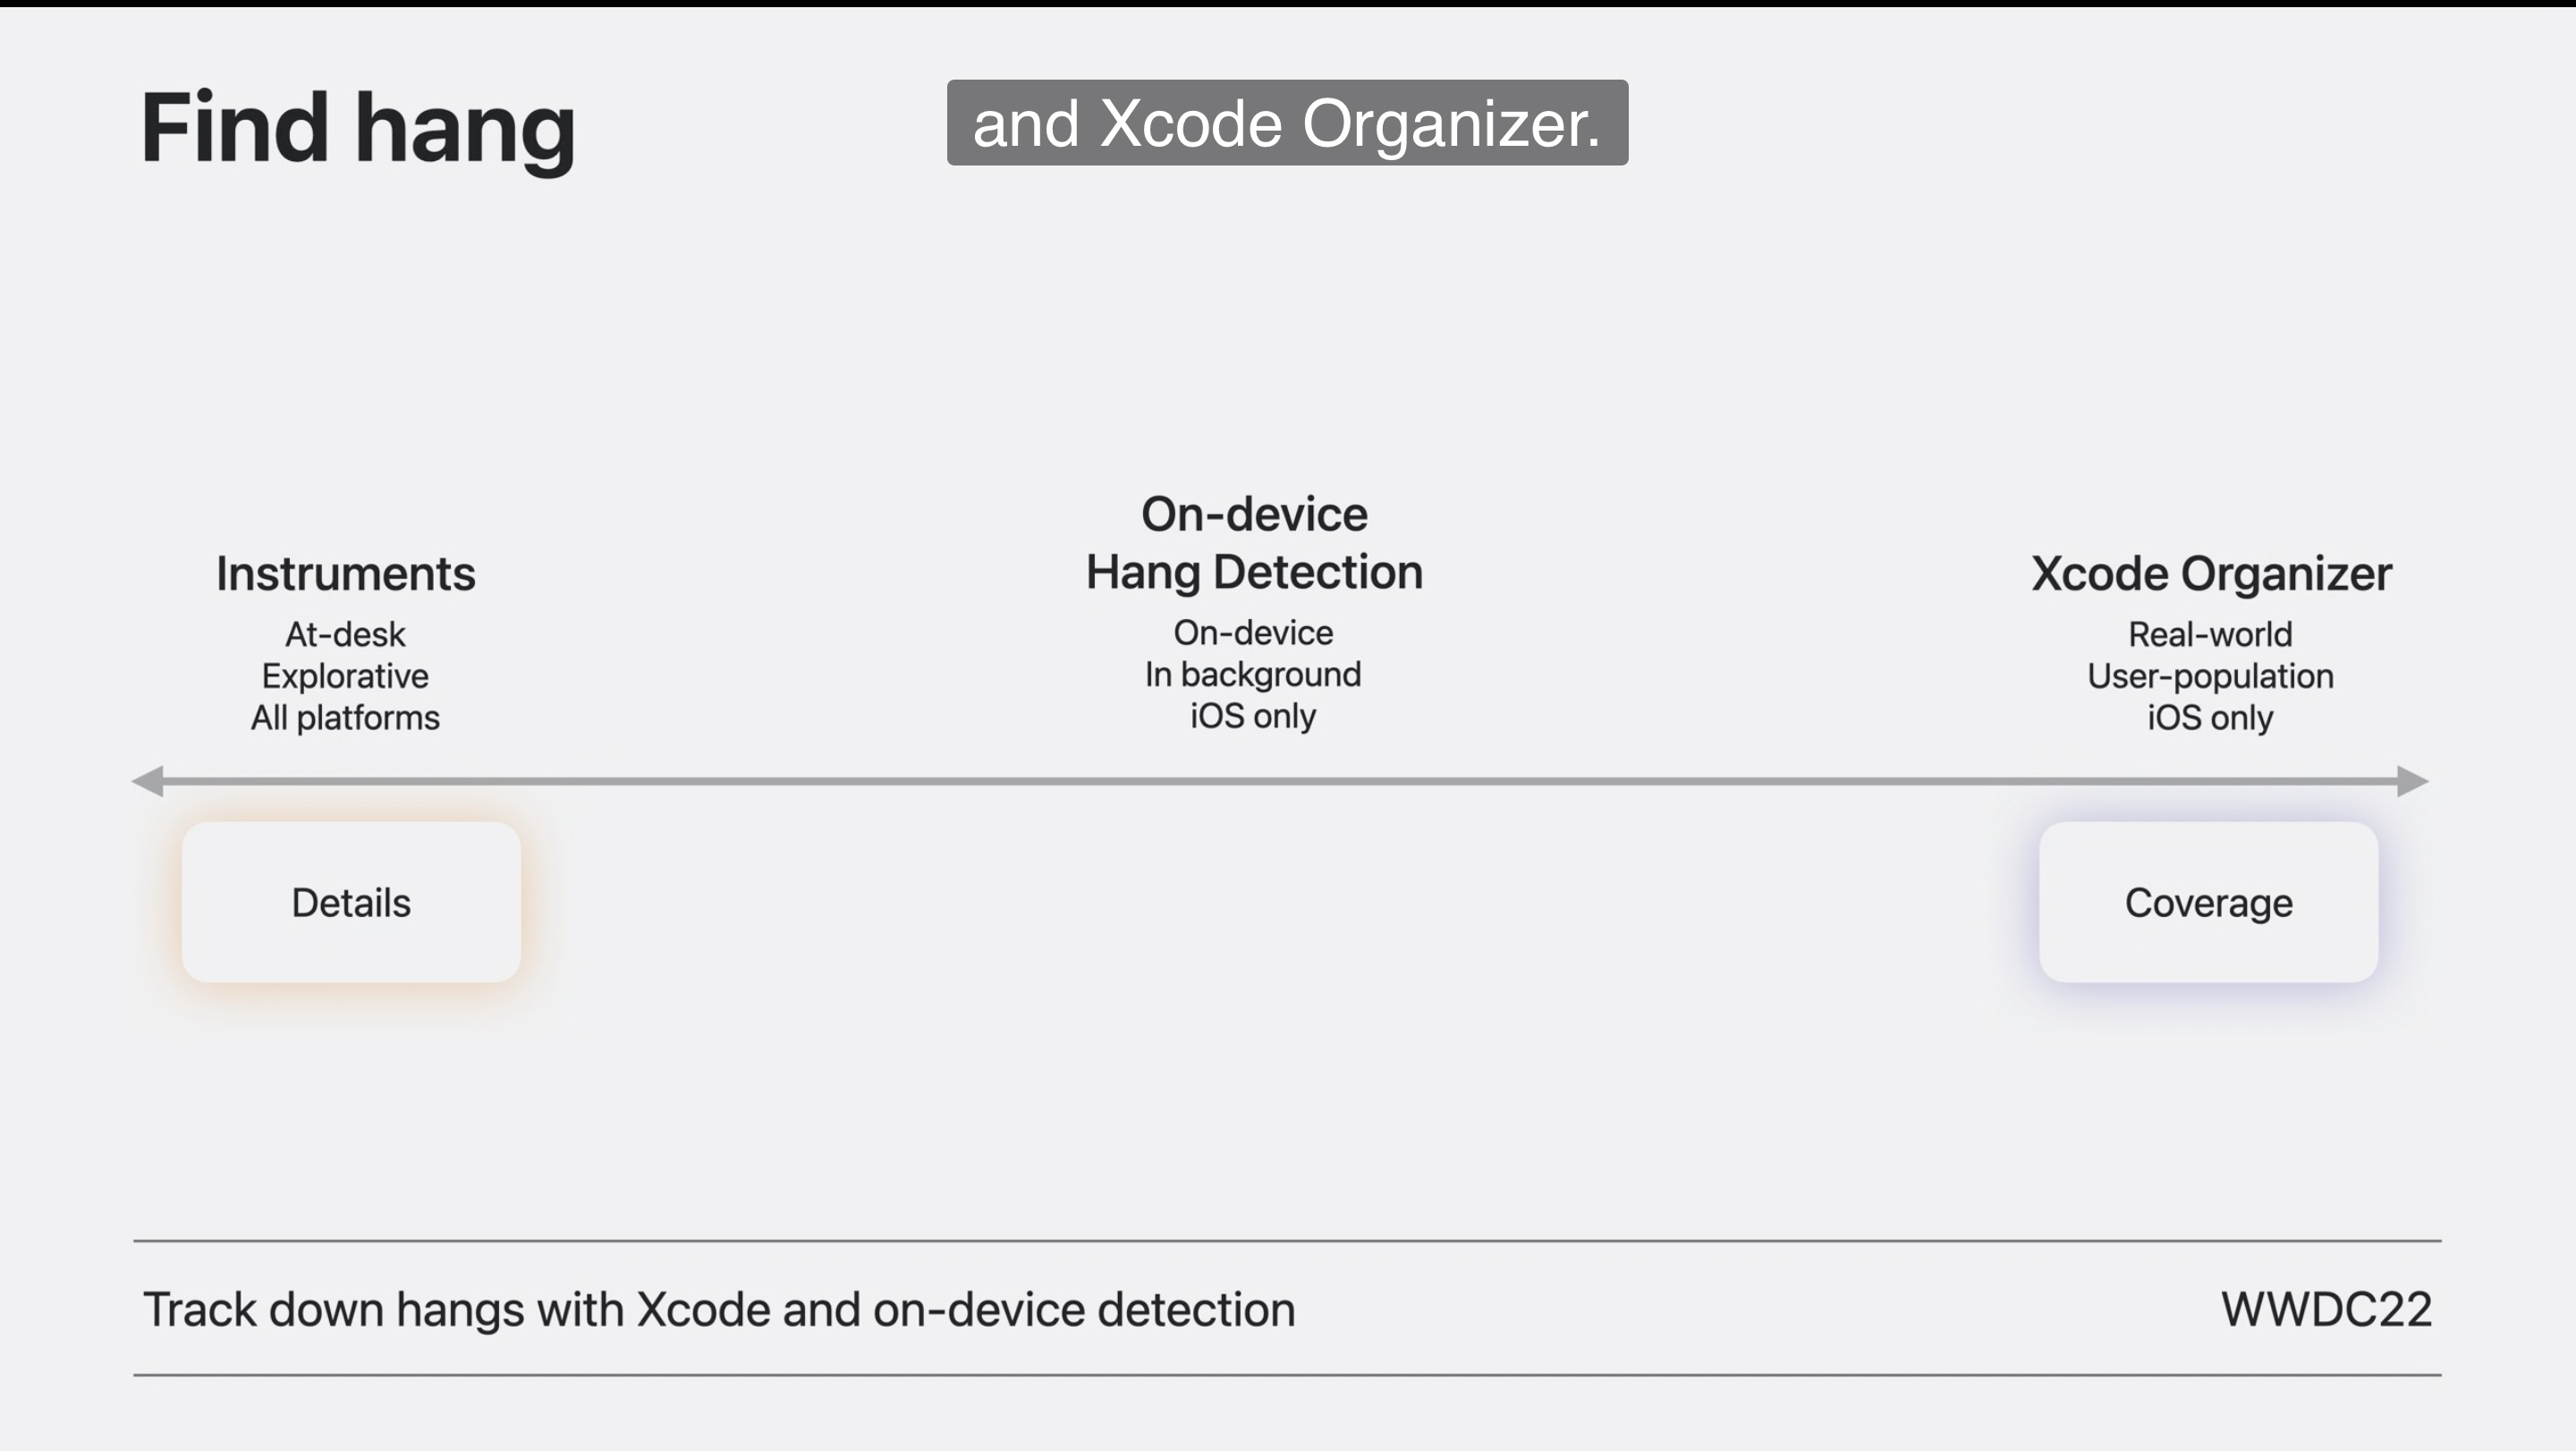 Find hang
and Xcode Organizer.
Instruments
At-desk
Explorative
All platforms
On-device
Hang Detection
On-device
In background
iOS only
Xcode Organizer
Real-world
User-population
iOS only
Details
Coverage
Track down hangs with Xcode and on-device detection
WWDC22